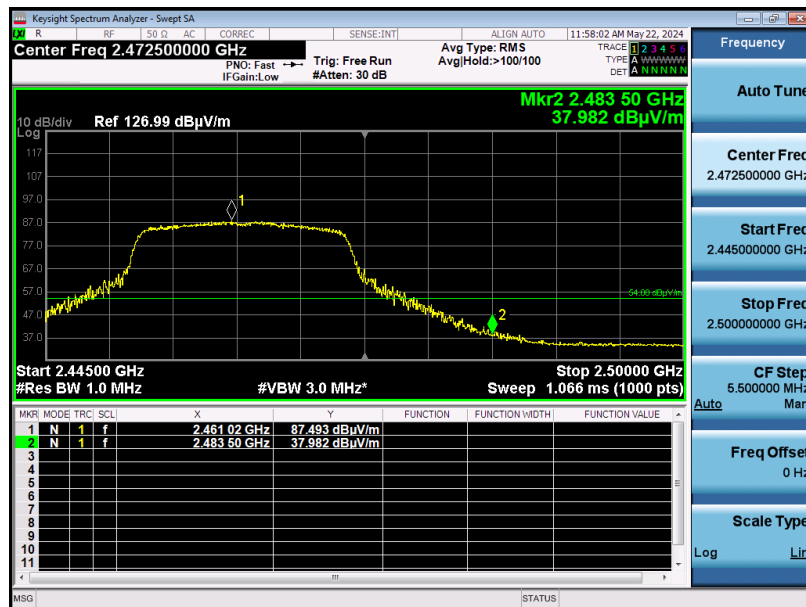 Keysight Spectrum Analyzer - Swept SA
LXI R RF 50 Ω AC CORREC SENSE:INT ALIGN AUTO 11:58:02 AM May 22, 2024
Center Freq 2.472500000 GHz
PNO: Fast
IFGain:Low
Trig: Free Run
#Atten: 30 dB
Avg Type: RMS
Avg|Hold:>100/100
TRACE 1 2 3 4 5 6
TYPE A W W W W W
DET A N N N N N
Mkr2 2.483 50 GHz
37.982 dBµV/m
10 dB/div Ref 126.99 dBµV/m
Log
117
107
97.0
87.0
77.0
67.0
57.0
47.0
37.0
1
2
54.00 dBµV/m
Start 2.44500 GHz Stop 2.50000 GHz
#Res BW 1.0 MHz #VBW 3.0 MHz* Sweep 1.066 ms (1000 pts)
MKR MODE TRC SCL X Y FUNCTION FUNCTION WIDTH FUNCTION VALUE
1 N 1 f 2.461 02 GHz 87.493 dBµV/m
2 N 1 f 2.483 50 GHz 37.982 dBµV/m
3
4
5
6
7
8
9
10
11
MSG STATUS
Frequency
Auto Tune
Center Freq
2.472500000 GHz
Start Freq
2.445000000 GHz
Stop Freq
2.500000000 GHz
CF Step
5.500000 MHz
Auto Man
Freq Offset
0 Hz
Scale Type
Log Lin